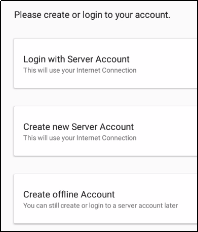 Please create or login to your account.
Login with Server Account
This will use your Internet Connection
Create new Server Account
This will use your Internet Connection
Create offline Account
You can still create or login to a server account later